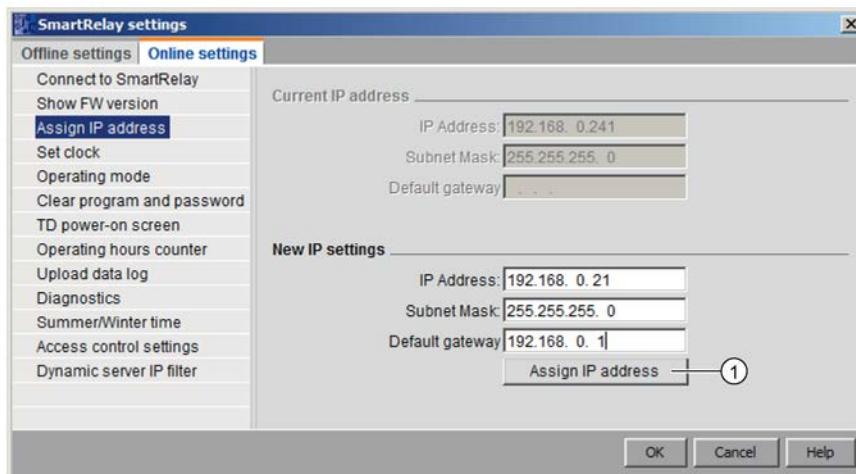 SmartRelay settings
Offline settings Online settings
Connect to SmartRelay
Show FW version
Assign IP address
Set clock
Operating mode
Clear program and password
TD power-on screen
Operating hours counter
Upload data log
Diagnostics
Summer/Winter time
Access control settings
Dynamic server IP filter
Current IP address
IP Address: 192.168. 0.241
Subnet Mask: 255.255.255. 0
Default gateway . . .
New IP settings
IP Address: 192.168. 0. 21
Subnet Mask: 255.255.255. 0
Default gateway 192.168. 0. 1
Assign IP address 1
OK Cancel Help